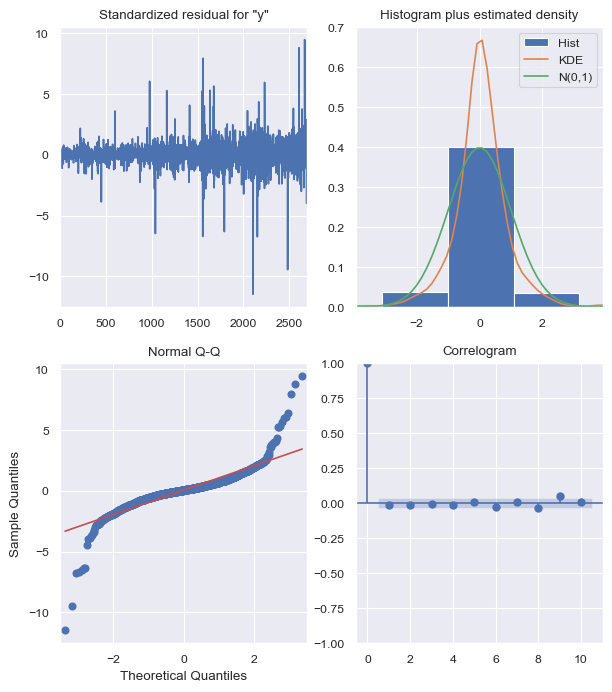 Standardized residual for "y"
10
5
0
−5
−10
0 500 1000 1500 2000 2500
Histogram plus estimated density
0.7
0.6
0.5
0.4
0.3
0.2
0.1
0.0
−2 0 2
Hist
KDE
N(0,1)
Normal Q-Q
Sample Quantiles
10
5
0
−5
−10
−2 0 2
Theoretical Quantiles
Correlogram
1.00
0.75
0.50
0.25
0.00
−0.25
−0.50
−0.75
−1.00
0 2 4 6 8 10